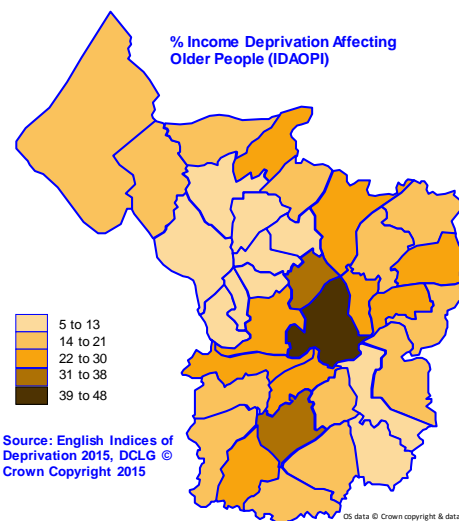 % Income Deprivation Affecting
Older People (IDAOPI)
5 to 13
14 to 21
22 to 30
31 to 38
39 to 48
Source: English Indices of
Deprivation 2015, DCLG ©
Crown Copyright 2015
OS data © Crown copyright & data